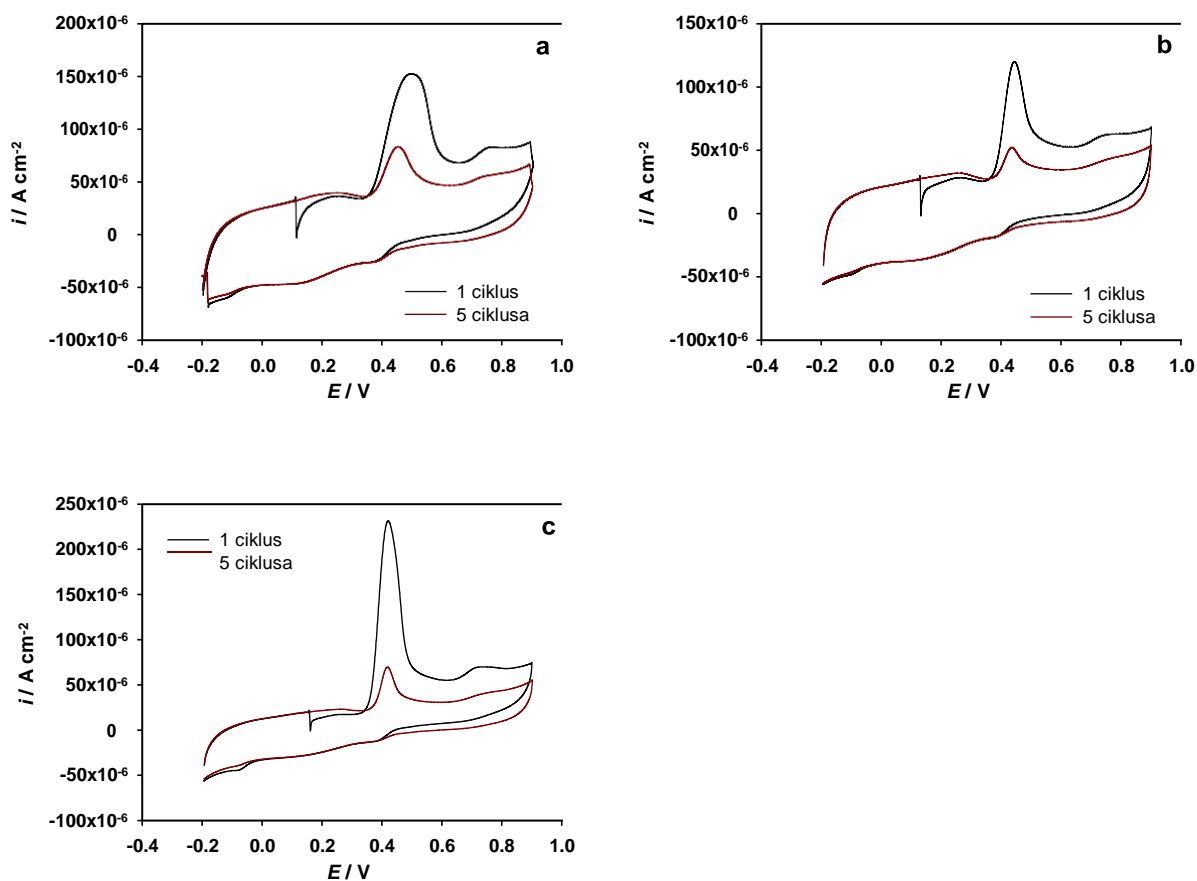 a
200x10-6
150x10-6
100x10-6
50x10-6
0
-50x10-6
-100x10-6
i / A cm-2
1 ciklus
5 ciklusa
-0.4 -0.2 0.0 0.2 0.4 0.6 0.8 1.0
E / V
b
150x10-6
100x10-6
50x10-6
0
-50x10-6
-100x10-6
i / A cm-2
1 ciklus
5 ciklusa
-0.4 -0.2 0.0 0.2 0.4 0.6 0.8 1.0
E / V
c
250x10-6
200x10-6
150x10-6
100x10-6
50x10-6
0
-50x10-6
-100x10-6
i / A cm-2
1 ciklus
5 ciklusa
-0.4 -0.2 0.0 0.2 0.4 0.6 0.8 1.0
E / V